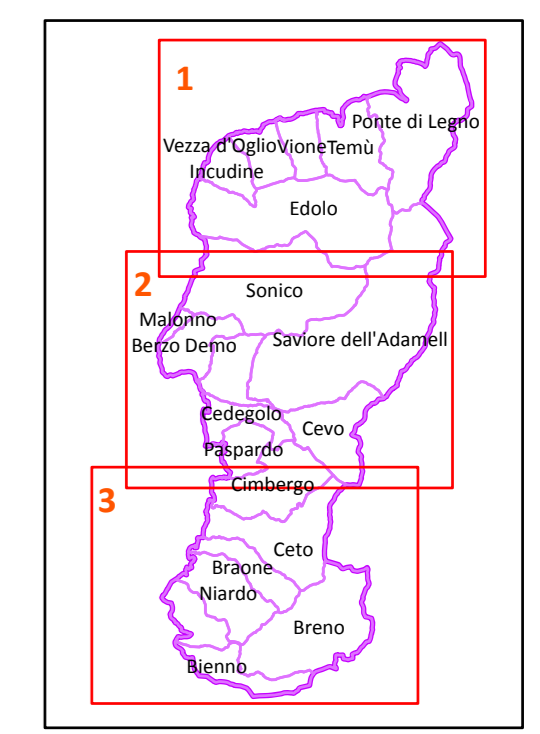 1
Ponte di Legno
Vezza d'Oglio
Vione
Temù
Incudine
Edolo
2
Sonico
Malonno
Saviore dell'Adamell
Berzo Demo
Cedegolo
Cevo
Paspardo
Cimbergo
3
Ceto
Braone
Niardo
Breno
Bienno